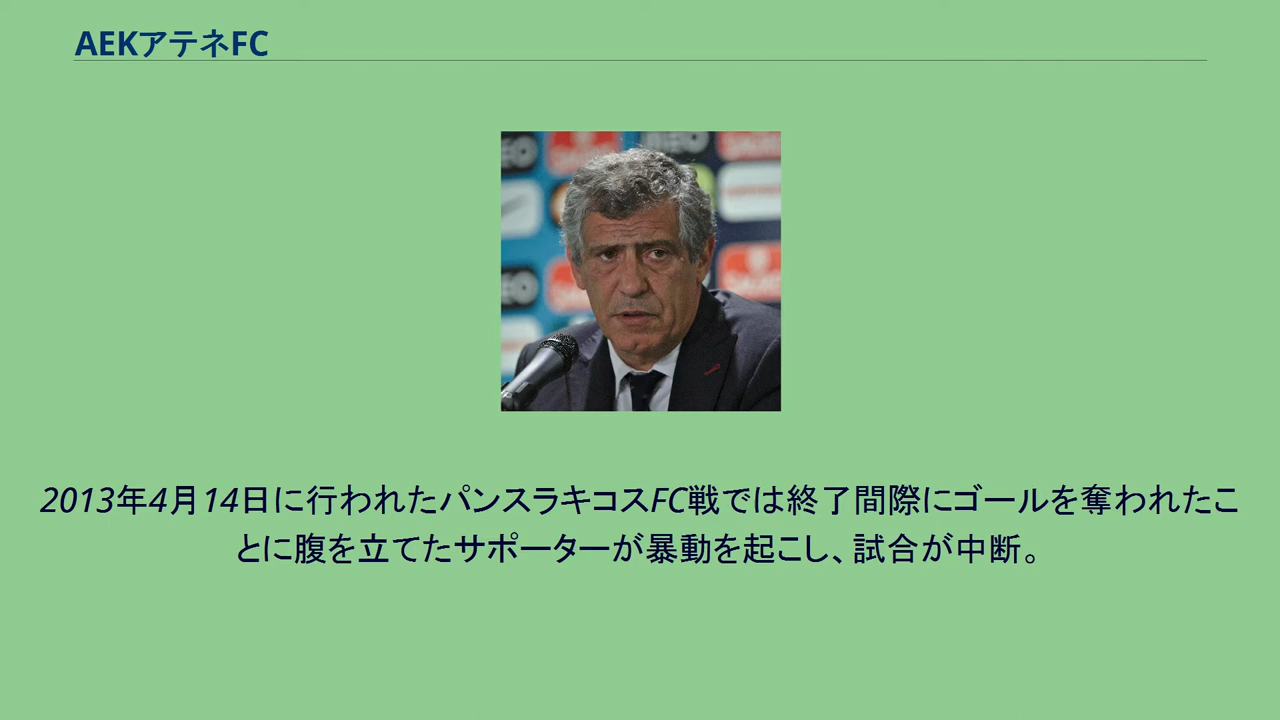 AEKアテネFC
2013年4月14日に行われたパンスラキコスFC戦では終了間際にゴールを奪われたこ
とに腹を立てたサポーターが暴動を起こし、試合が中断。